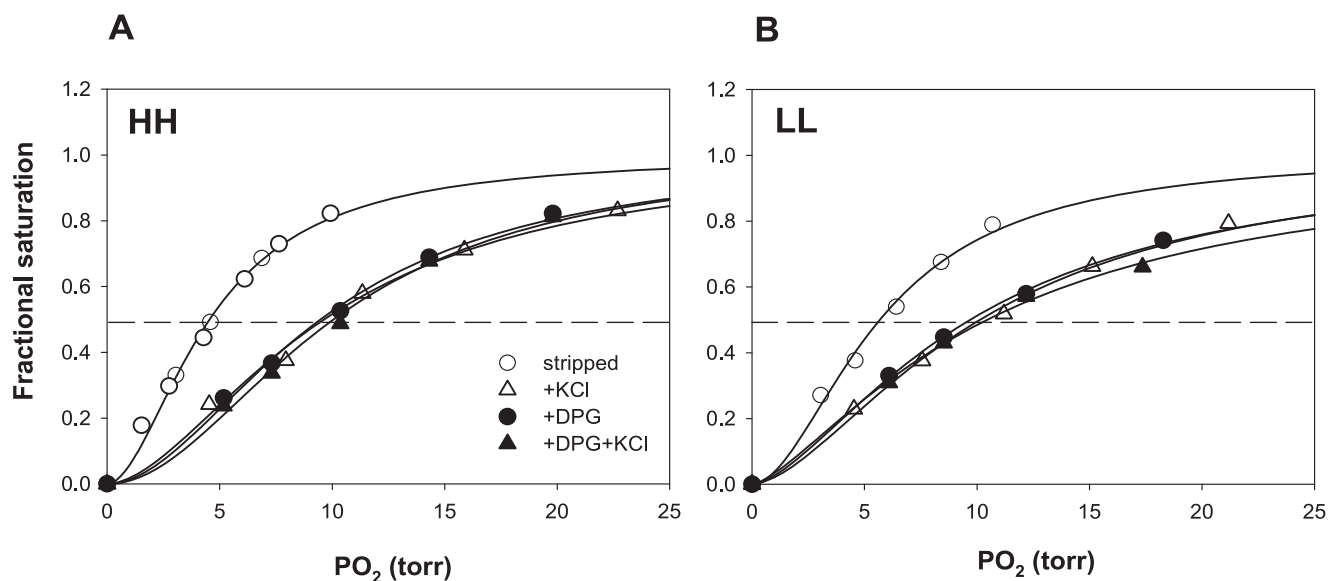 A
B
Fractional saturation
1.2
1.0
0.8
0.6
0.4
0.2
0.0
HH
stripped
+KCl
+DPG
+DPG+KCl
0 5 10 15 20 25
PO2 (torr)
1.2
1.0
0.8
0.6
0.4
0.2
0.0
LL
0 5 10 15 20 25
PO2 (torr)